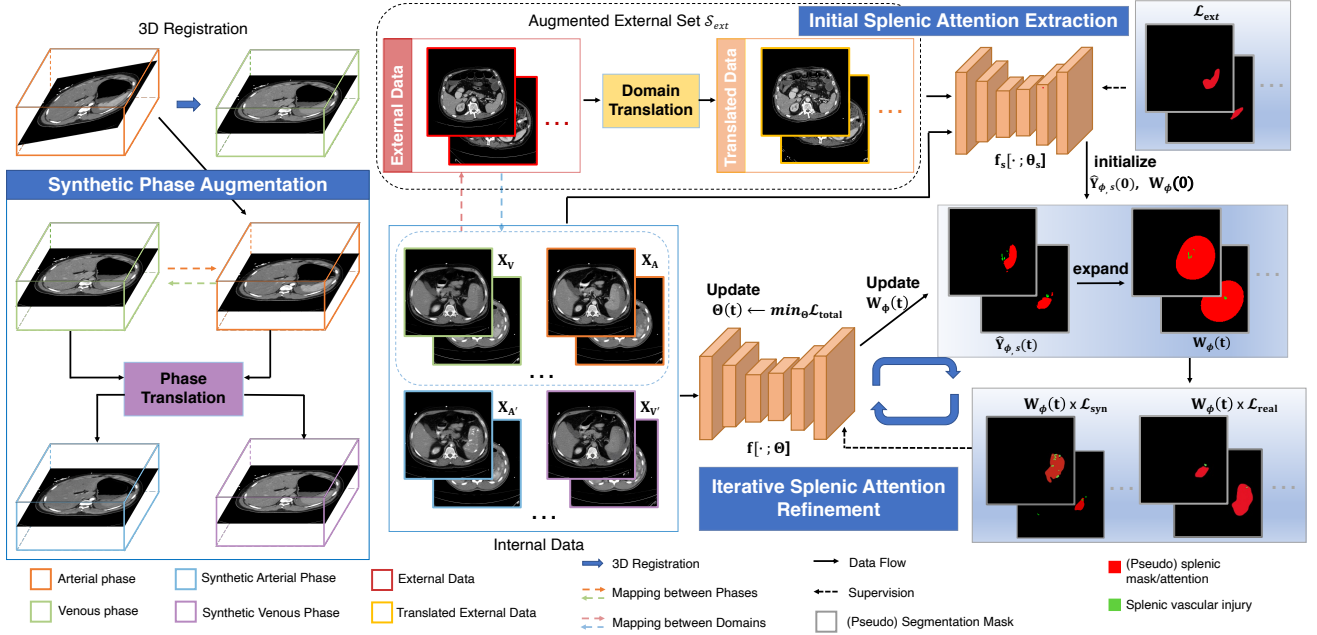 3D Registration
Augmented External Set 𝒮ₑₓₜ
Initial Splenic Attention Extraction
ℒₑₓₜ
External Data
Domain
Translation
Translated Data
. . .
. . .
. . .
f_s[· ; θ_s]
initialize
Ŷ_ϕ,s(0), W_ϕ(0)
Synthetic Phase Augmentation
Phase
Translation
X_V
X_A
. . .
X_A′
X_V′
. . .
Internal Data
Update
Θ(t) ← min_Θ ℒ_total
Update
W_ϕ(t)
f[· ; Θ]
expand
. . .
Ŷ_ϕ,s(t)
W_ϕ(t)
W_ϕ(t) x ℒ_syn
W_ϕ(t) x ℒ_real
. . .
. . .
Iterative Splenic Attention
Refinement
Arterial phase
Synthetic Arterial Phase
External Data
3D Registration
Data Flow
(Pseudo) splenic
mask/attention
Venous phase
Synthetic Venous Phase
Translated External Data
Mapping between Phases
Supervision
Splenic vascular injury
Mapping between Domains
(Pseudo) Segmentation Mask